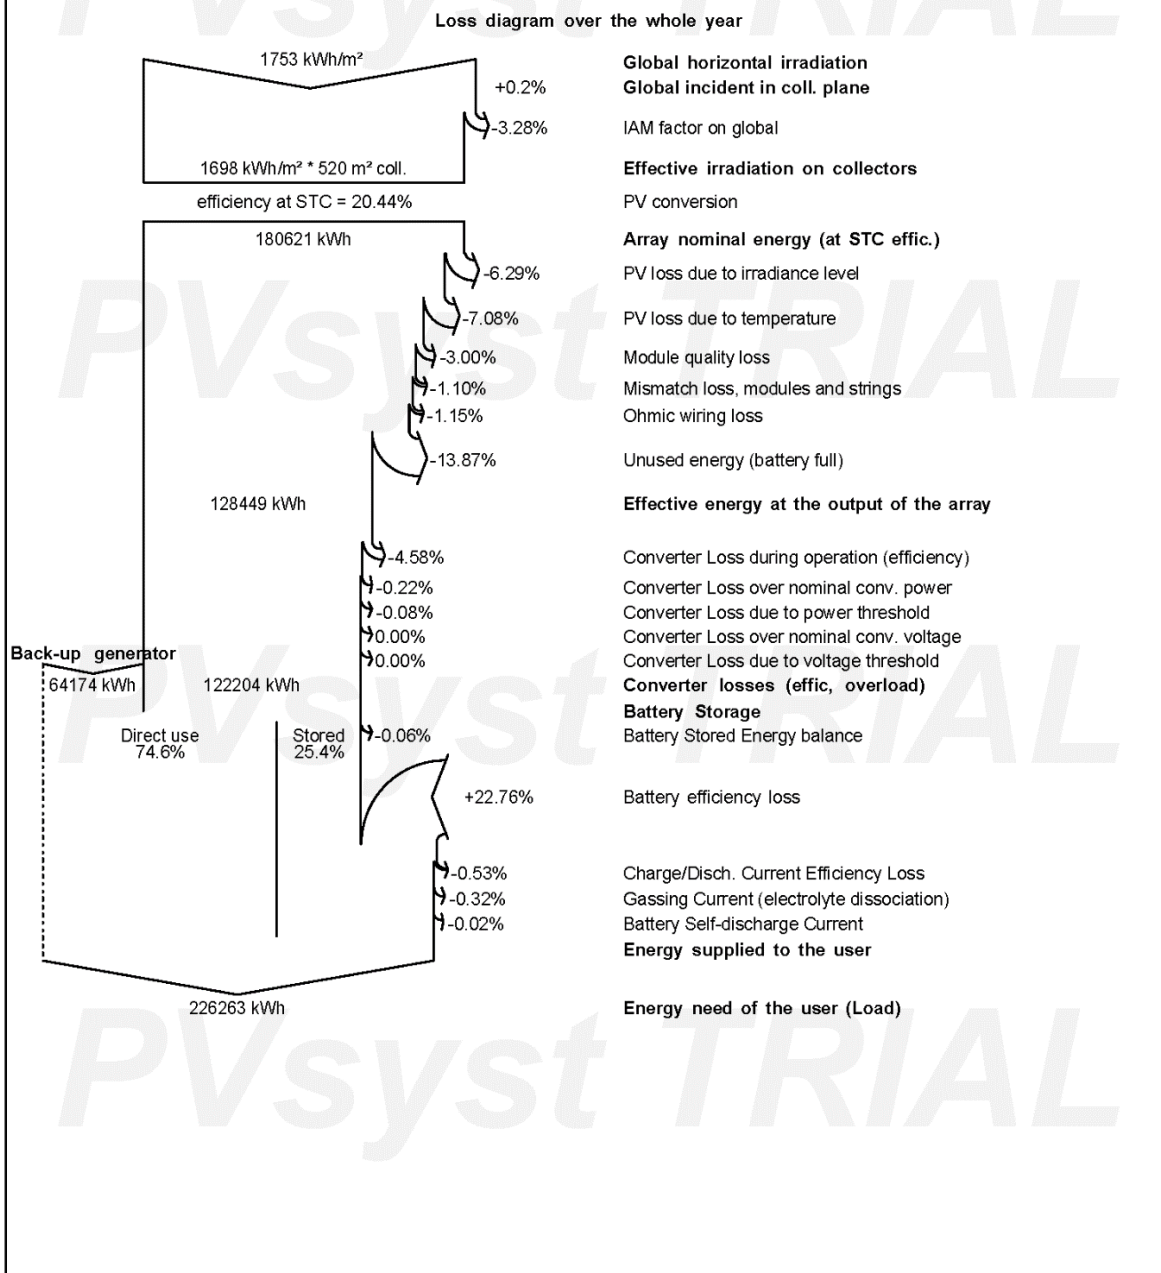 Loss diagram over the whole year
1753 kWh/m² Global horizontal irradiation
+0.2% Global incident in coll. plane
-3.28% IAM factor on global
1698 kWh/m² * 520 m² coll. Effective irradiation on collectors
efficiency at STC = 20.44% PV conversion
180621 kWh Array nominal energy (at STC effic.)
-6.29% PV loss due to irradiance level
-7.08% PV loss due to temperature
-3.00% Module quality loss
-1.10% Mismatch loss, modules and strings
-1.15% Ohmic wiring loss
-13.87% Unused energy (battery full)
128449 kWh Effective energy at the output of the array
-4.58% Converter Loss during operation (efficiency)
-0.22% Converter Loss over nominal conv. power
-0.08% Converter Loss due to power threshold
0.00% Converter Loss over nominal conv. voltage
Back-up generator
0.00% Converter Loss due to voltage threshold
64174 kWh 122204 kWh Converter losses (effic, overload)
Battery Storage
Direct use Stored -0.06% Battery Stored Energy balance
74.6% 25.4%
+22.76% Battery efficiency loss
-0.53% Charge/Disch. Current Efficiency Loss
-0.32% Gassing Current (electrolyte dissociation)
-0.02% Battery Self-discharge Current
Energy supplied to the user
226263 kWh Energy need of the user (Load)
PVsyst TRIAL
PVsyst TRIAL
PVsyst TRIAL
PVsyst TRIAL